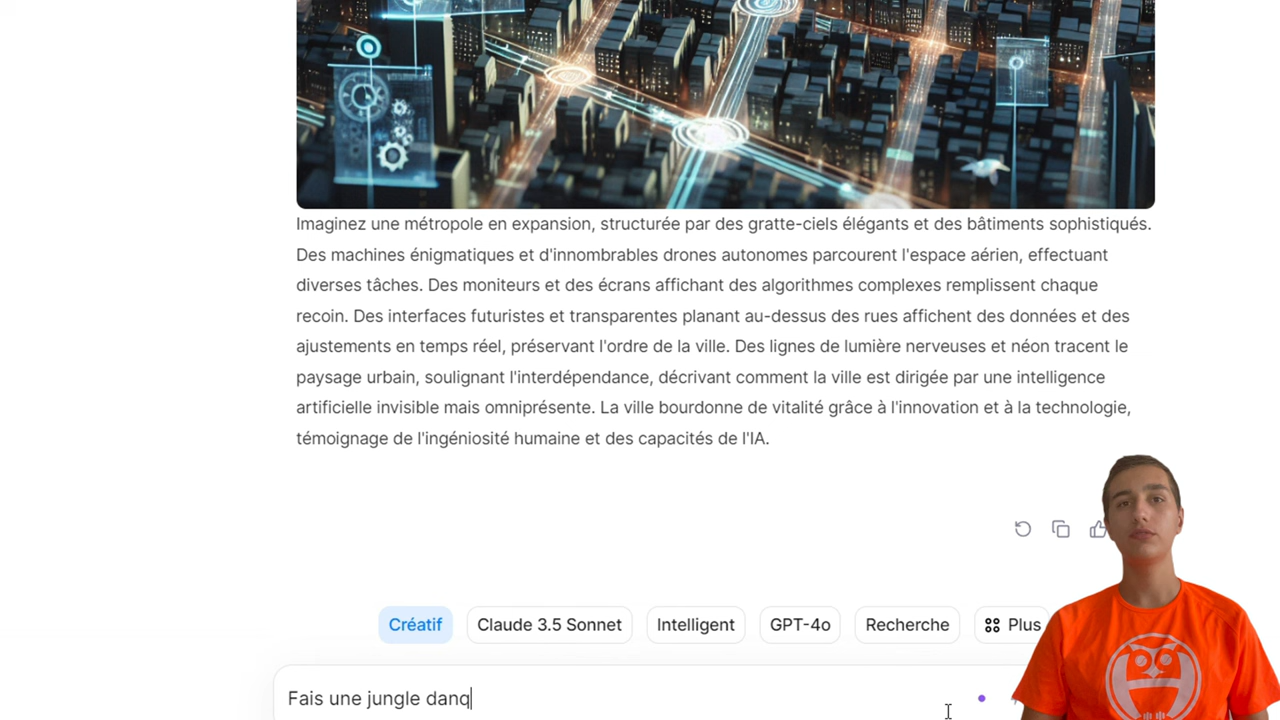 Imaginez une métropole en expansion, structurée par des gratte-ciels élégants et des bâtiments sophistiqués.
Des machines énigmatiques et d'innombrables drones autonomes parcourent l'espace aérien, effectuant
diverses tâches. Des moniteurs et des écrans affichant des algorithmes complexes remplissent chaque
recoin. Des interfaces futuristes et transparentes planant au-dessus des rues affichent des données et des
ajustements en temps réel, préservant l'ordre de la ville. Des lignes de lumière nerveuses et néon tracent le
paysage urbain, soulignant l'interdépendance, décrivant comment la ville est dirigée par une intelligence
artificielle invisible mais omniprésente. La ville bourdonne de vitalité grâce à l'innovation et à la technologie,
témoignage de l'ingéniosité humaine et des capacités de l'IA.
Créatif Claude 3.5 Sonnet Intelligent GPT-4o Recherche Plus
Fais une jungle danq